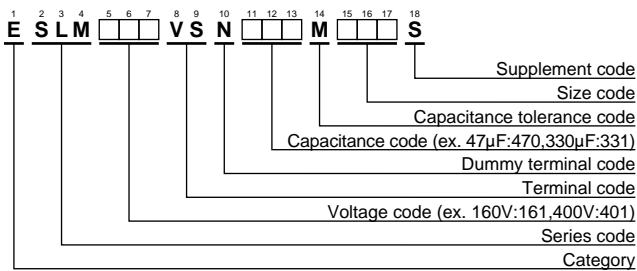 1 2 3 4 5 6 7 8 9 10 11 12 13 14 15 16 17 18
E SLM □□□ VS N □□□ M □□□ S
Supplement code
Size code
Capacitance tolerance code
Capacitance code (ex. 47µF:470,330µF:331)
Dummy terminal code
Terminal code
Voltage code (ex. 160V:161,400V:401)
Series code
Category